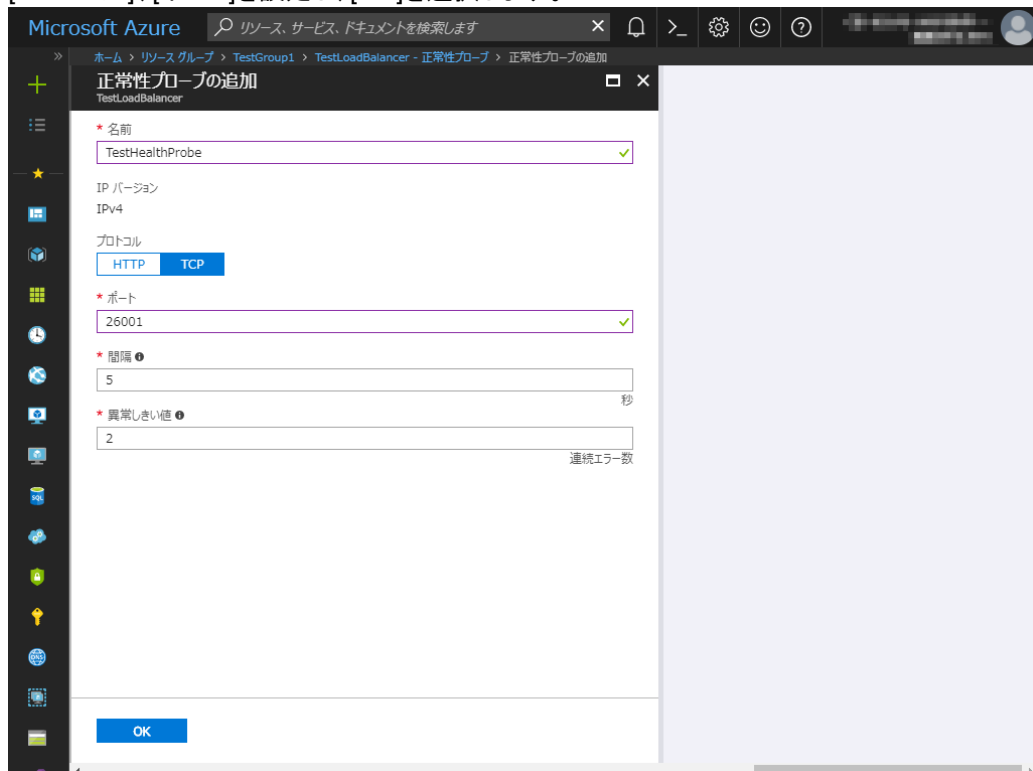 Microsoft Azure
リソース、サービス、ドキュメントを検索します
ホーム > リソース グループ > TestGroup1 > TestLoadBalancer - 正常性プローブ > 正常性プローブの追加
正常性プローブの追加
TestLoadBalancer
* 名前
TestHealthProbe
IP バージョン
IPv4
プロトコル
HTTP TCP
* ポート
26001
* 間隔
5
秒
* 異常しきい値
2
連続エラー数
SQL
DNS
OK